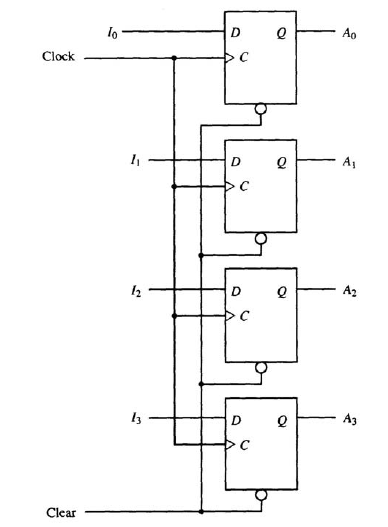 I0 D Q A0
Clock C
I1 D Q A1
C
I2 D Q A2
C
I3 D Q A3
C
Clear